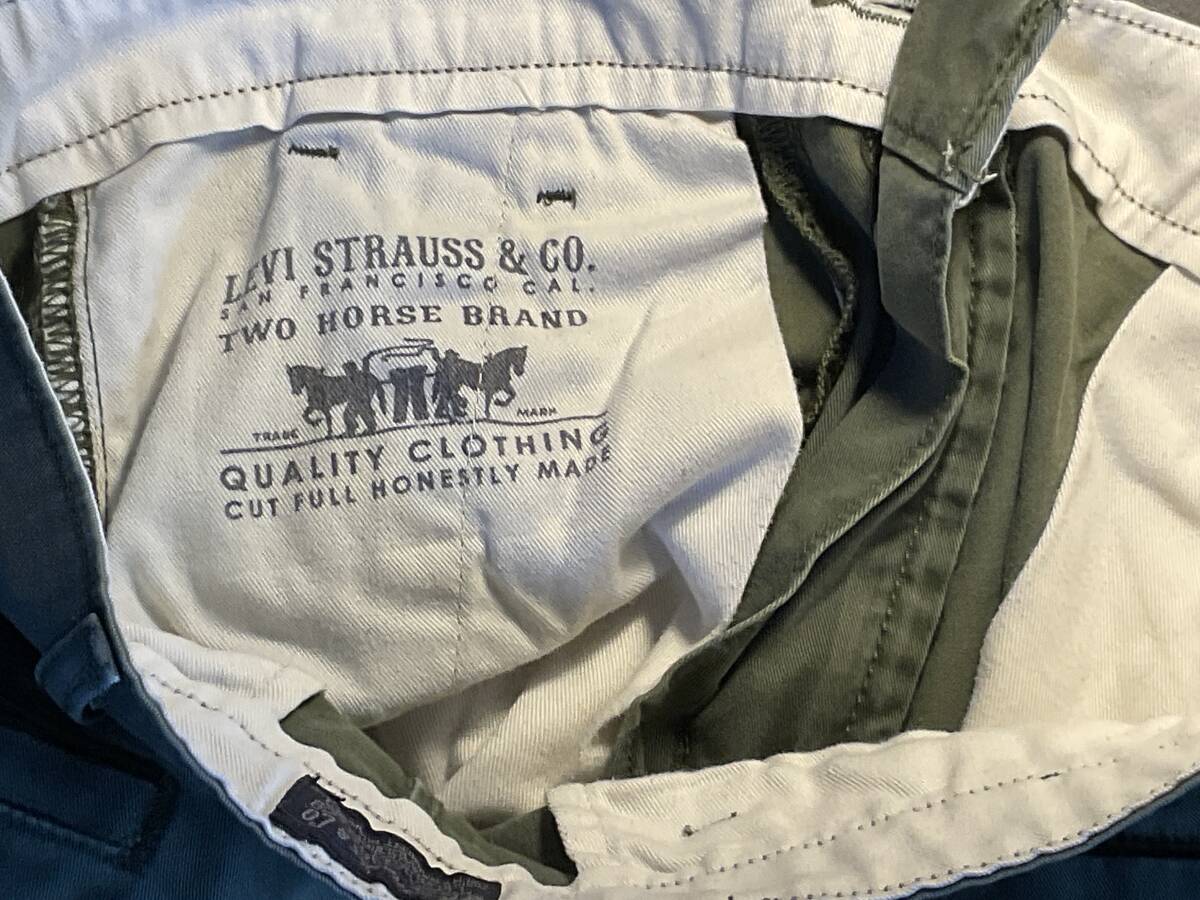 LEVI STRAUSS & CO.
SAN FRANCISCO CAL.
TWO HORSE BRAND
TRADE MARK
QUALITY CLOTHING
CUT FULL HONESTLY MADE